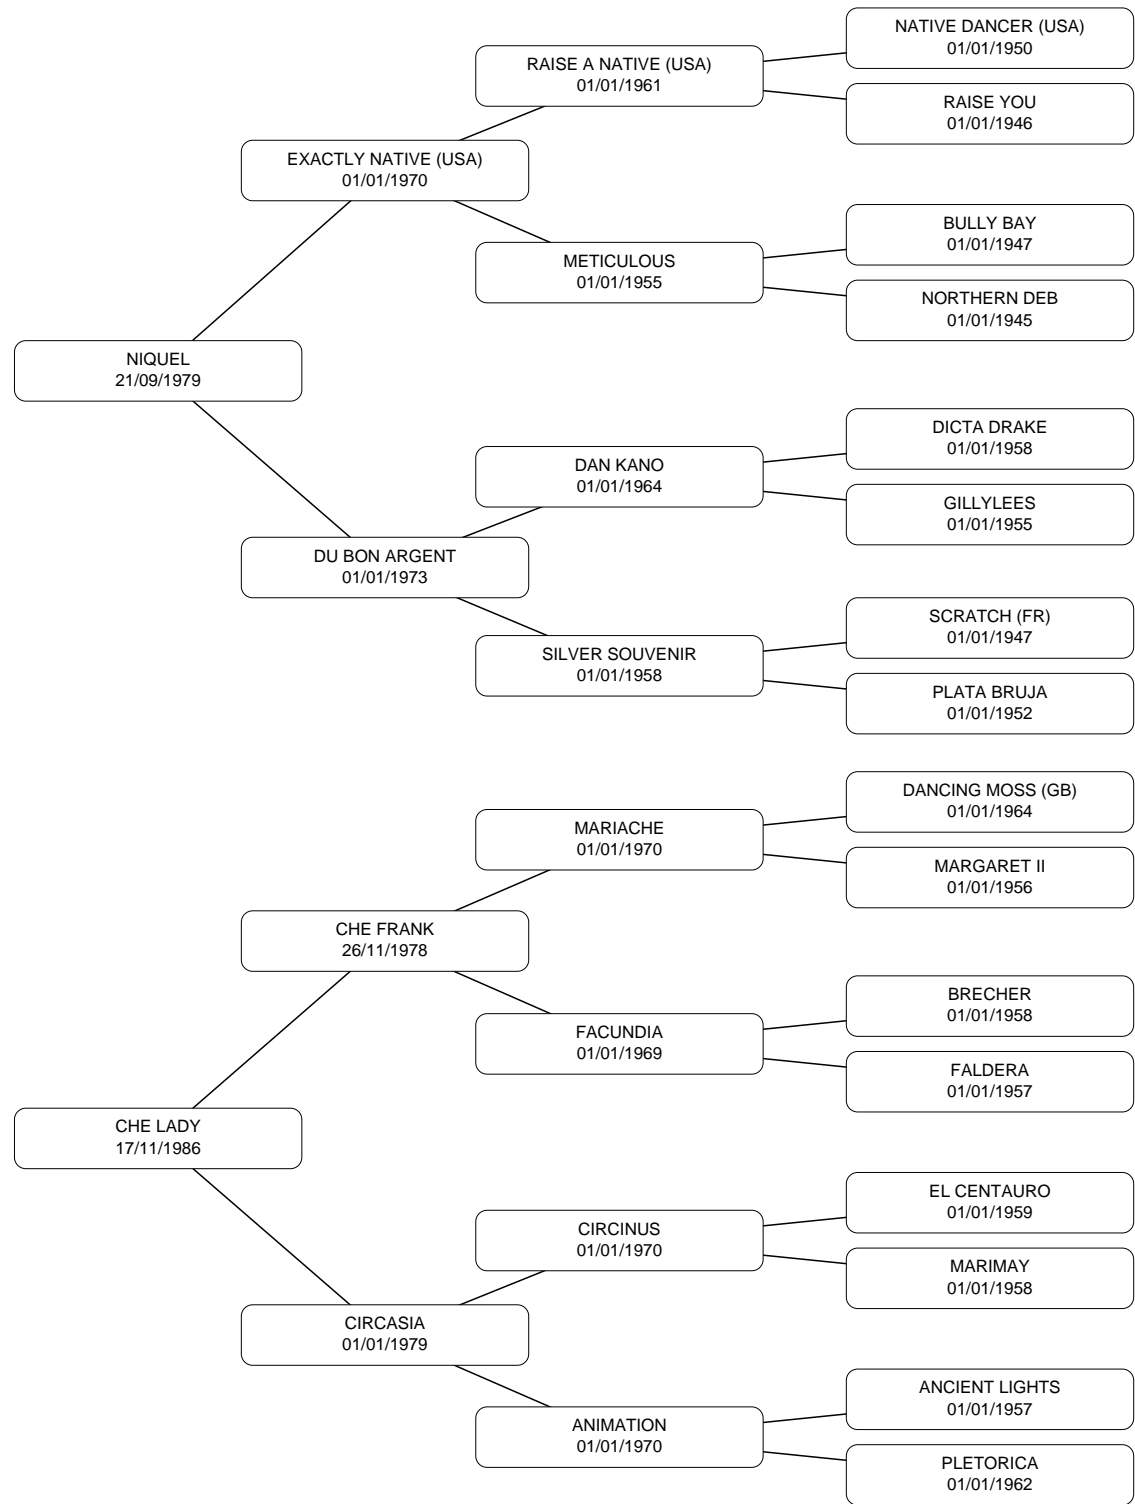 NATIVE DANCER (USA)
01/01/1950
RAISE A NATIVE (USA)
01/01/1961
RAISE YOU
01/01/1946
EXACTLY NATIVE (USA)
01/01/1970
BULLY BAY
01/01/1947
METICULOUS
01/01/1955
NORTHERN DEB
01/01/1945
NIQUEL
21/09/1979
DICTA DRAKE
01/01/1958
DAN KANO
01/01/1964
GILLYLEES
01/01/1955
DU BON ARGENT
01/01/1973
SCRATCH (FR)
01/01/1947
SILVER SOUVENIR
01/01/1958
PLATA BRUJA
01/01/1952
DANCING MOSS (GB)
01/01/1964
MARIACHE
01/01/1970
MARGARET II
01/01/1956
CHE FRANK
26/11/1978
BRECHER
01/01/1958
FACUNDIA
01/01/1969
FALDERA
01/01/1957
CHE LADY
17/11/1986
EL CENTAURO
01/01/1959
CIRCINUS
01/01/1970
MARIMAY
01/01/1958
CIRCASIA
01/01/1979
ANCIENT LIGHTS
01/01/1957
ANIMATION
01/01/1970
PLETORICA
01/01/1962